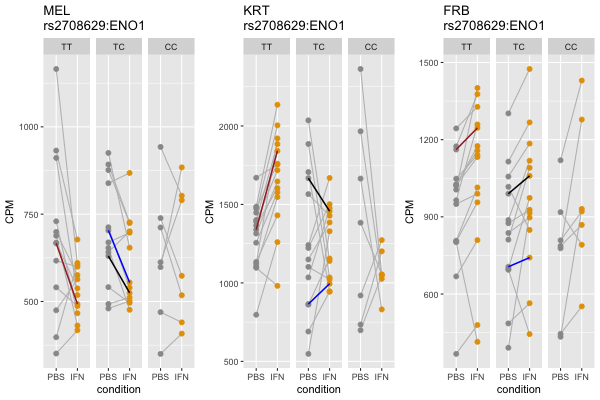 MEL
rs2708629:ENO1
TT TC CC
CPM
1000
750
500
PBS IFN PBS IFN PBS IFN
condition
KRT
rs2708629:ENO1
TT TC CC
CPM
2000
1500
1000
500
PBS IFN PBS IFN PBS IFN
condition
FRB
rs2708629:ENO1
TT TC CC
CPM
1500
1200
900
600
PBS IFN PBS IFN PBS IFN
condition